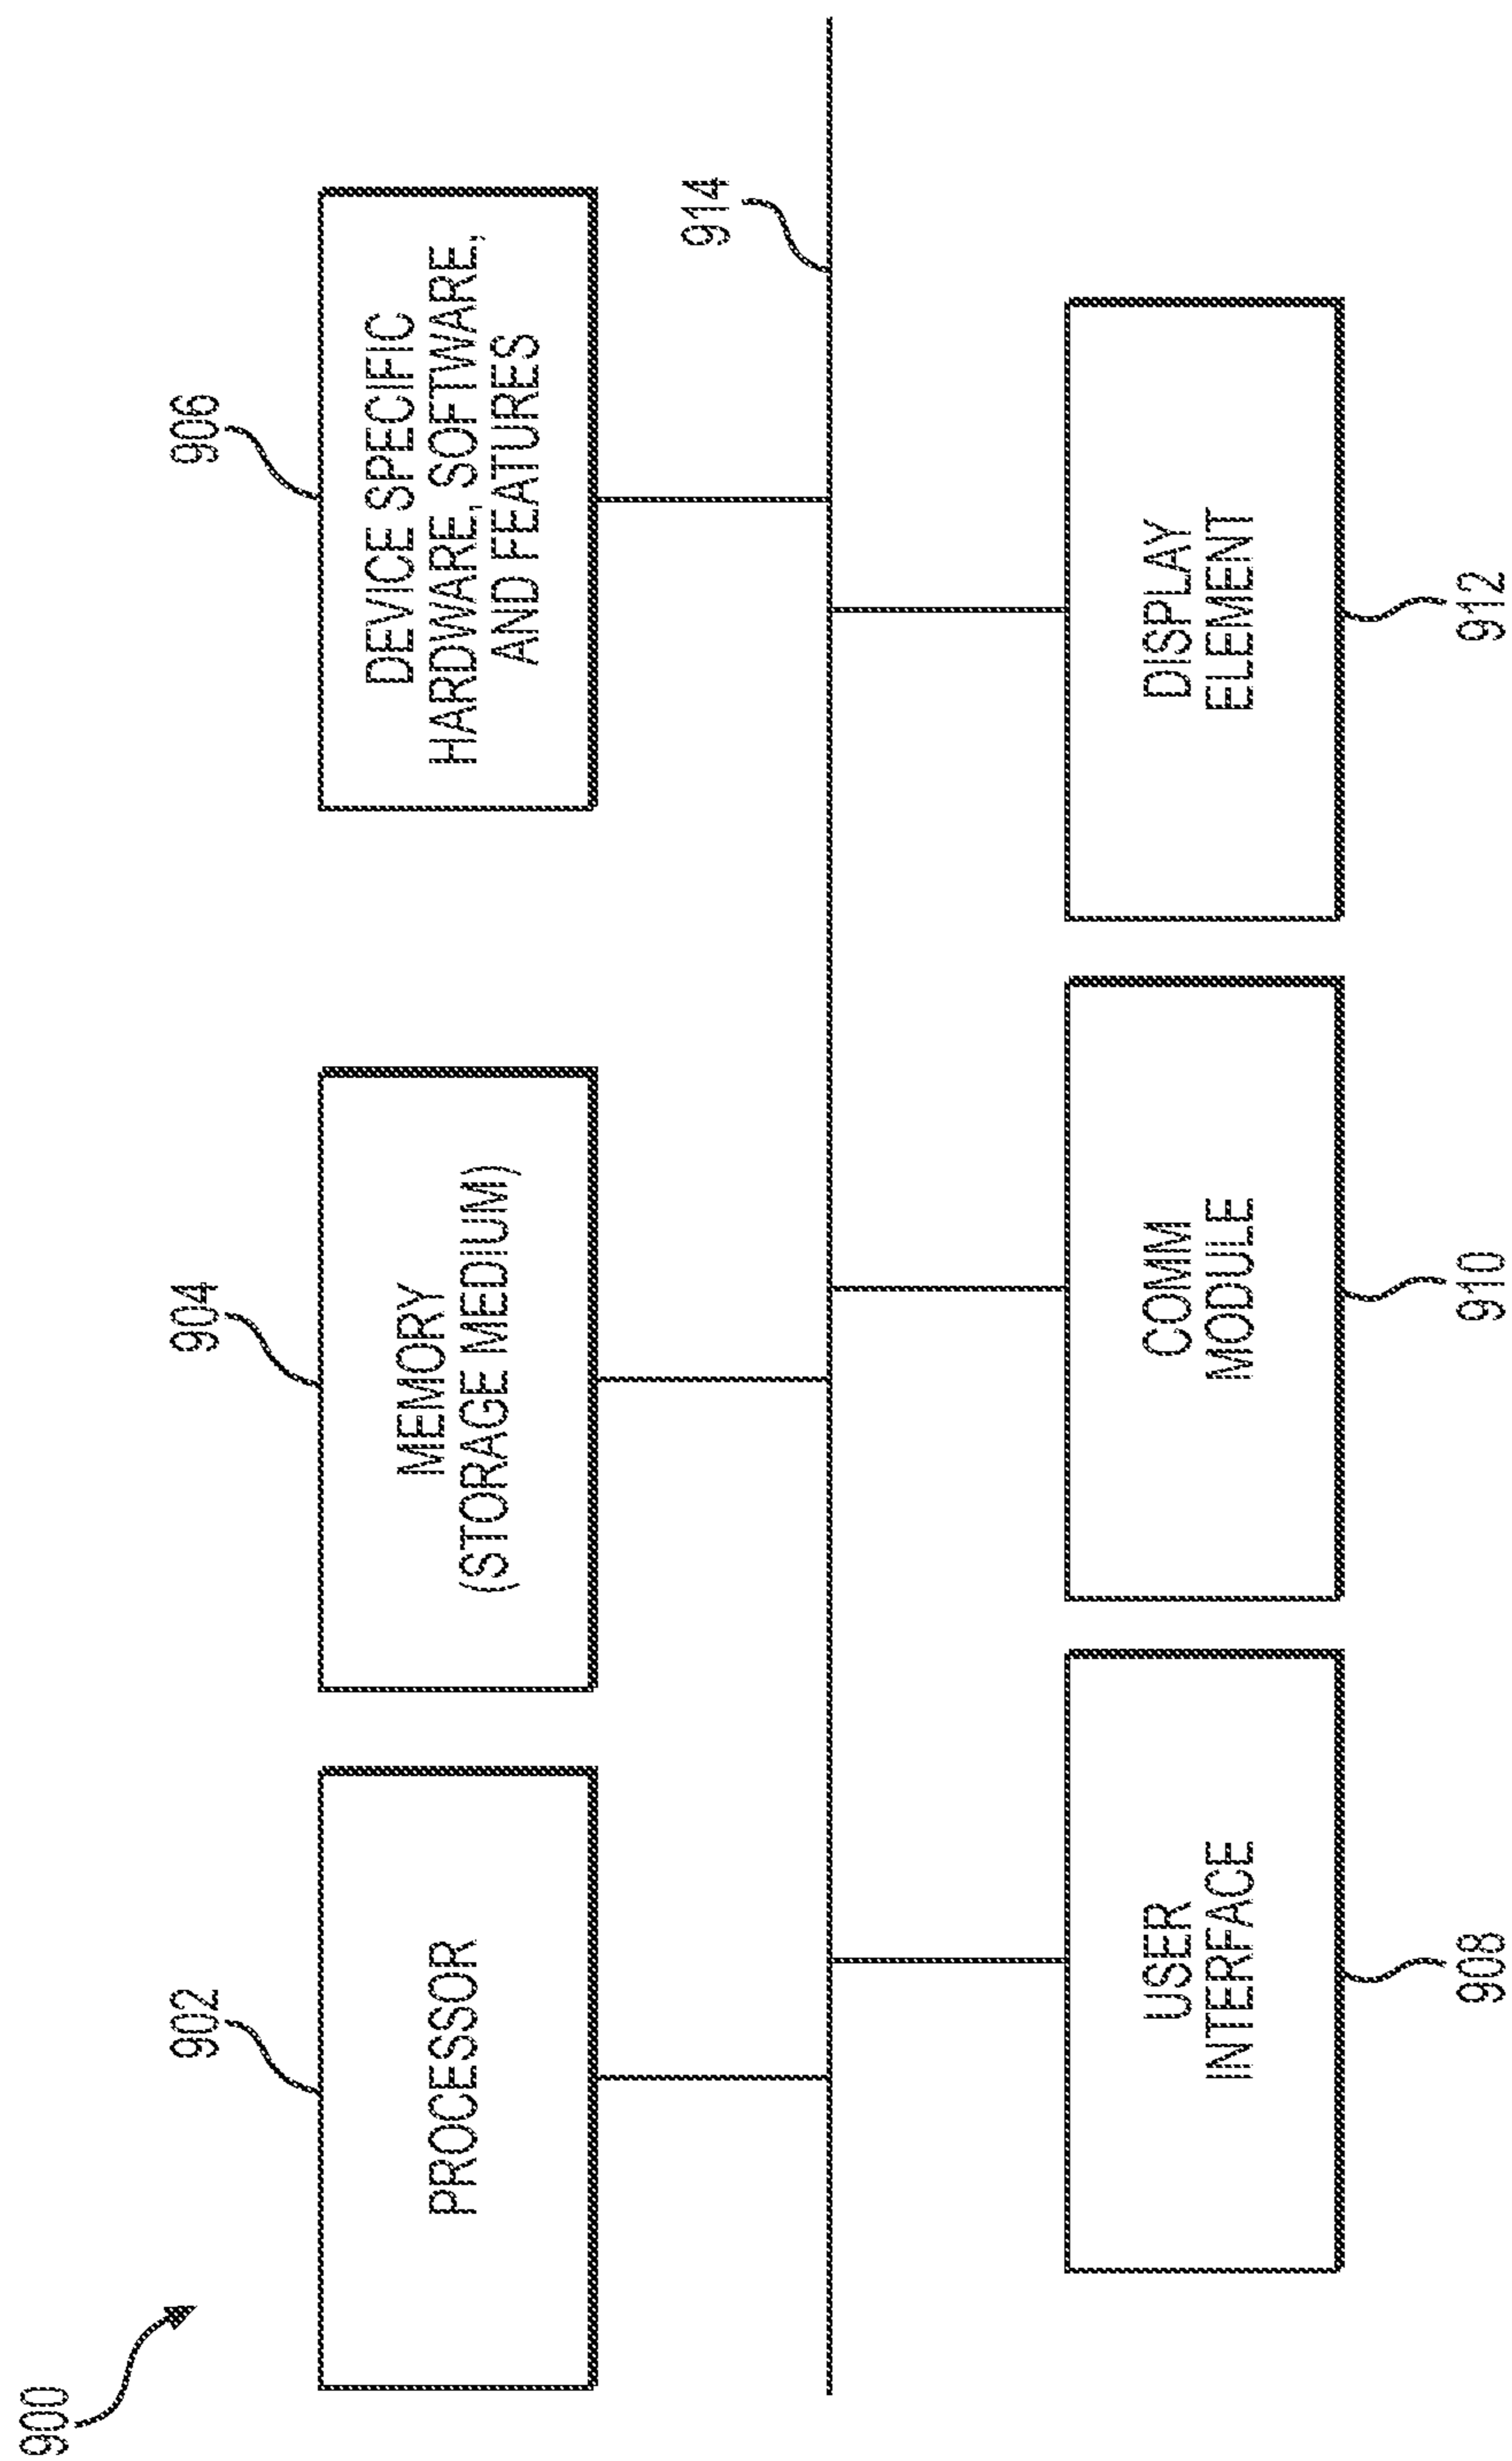 900
902
PROCESSOR
904
MEMORY
(STORAGE MEDIUM)
906
DEVICE SPECIFIC
HARDWARE, SOFTWARE,
AND FEATURES
914
USER
INTERFACE
908
COMM
MODULE
910
DISPLAY
ELEMENT
912